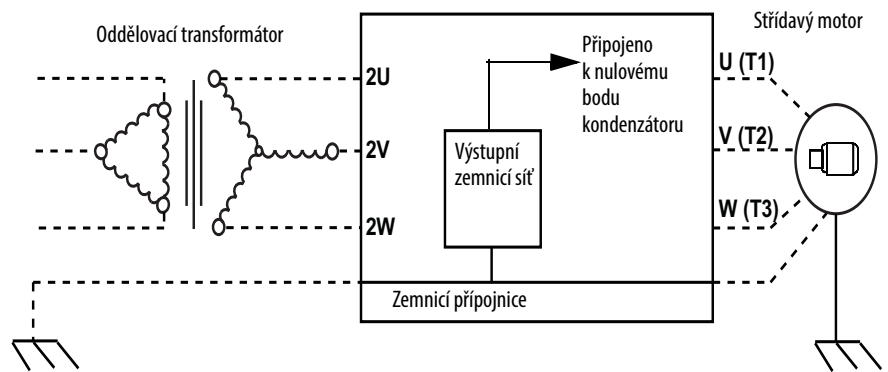 Oddělovací transformátor
Střídavý motor
Připojeno
k nulovému
bodu
kondenzátoru
2U
U (T1)
2V
V (T2)
Výstupní
zemnicí síť
2W
W (T3)
Zemnicí přípojnice